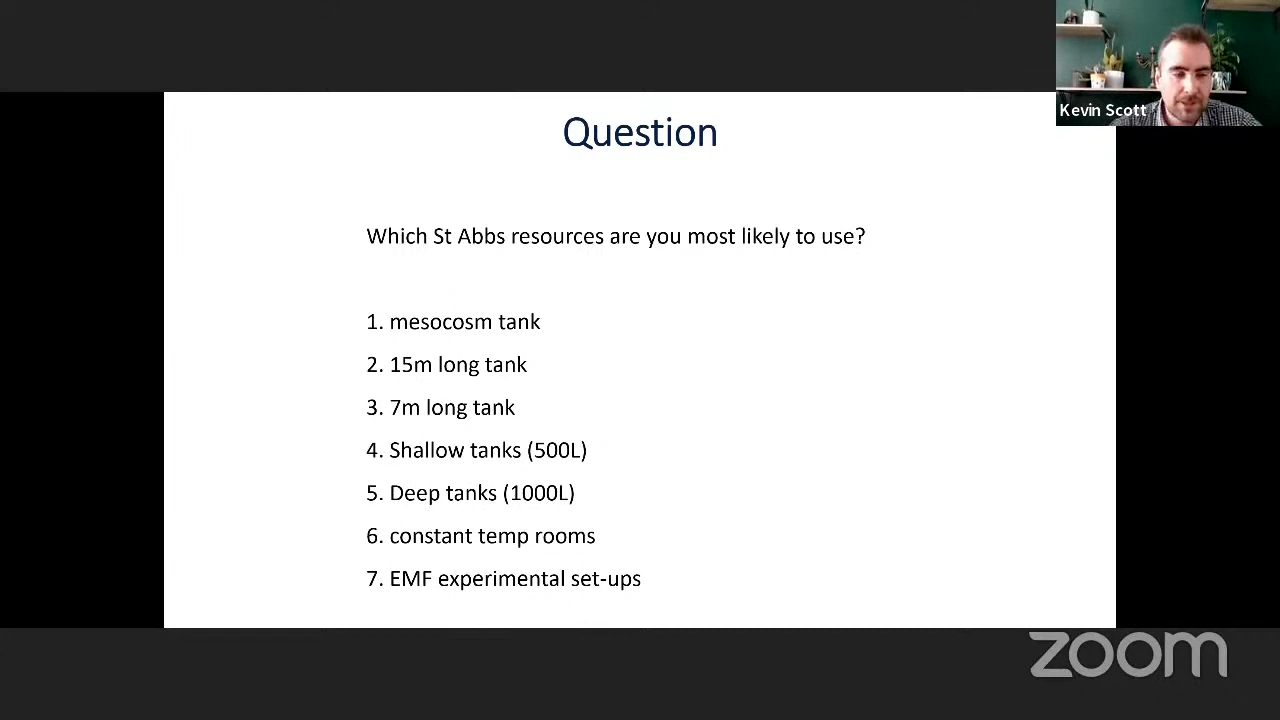 Kevin Scott
Question
Which St Abbs resources are you most likely to use?
1. mesocosm tank
2. 15m long tank
3. 7m long tank
4. Shallow tanks (500L)
5. Deep tanks (1000L)
6. constant temp rooms
7. EMF experimental set-ups
zoom